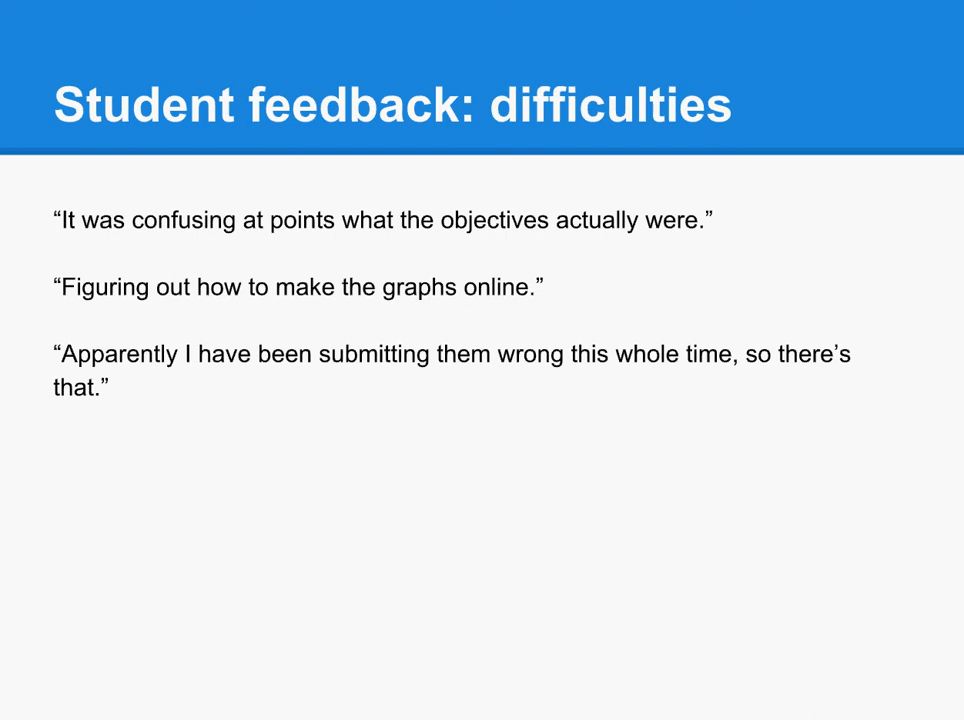 Student feedback: difficulties
“It was confusing at points what the objectives actually were.”
“Figuring out how to make the graphs online.”
“Apparently I have been submitting them wrong this whole time, so there’s
that.”